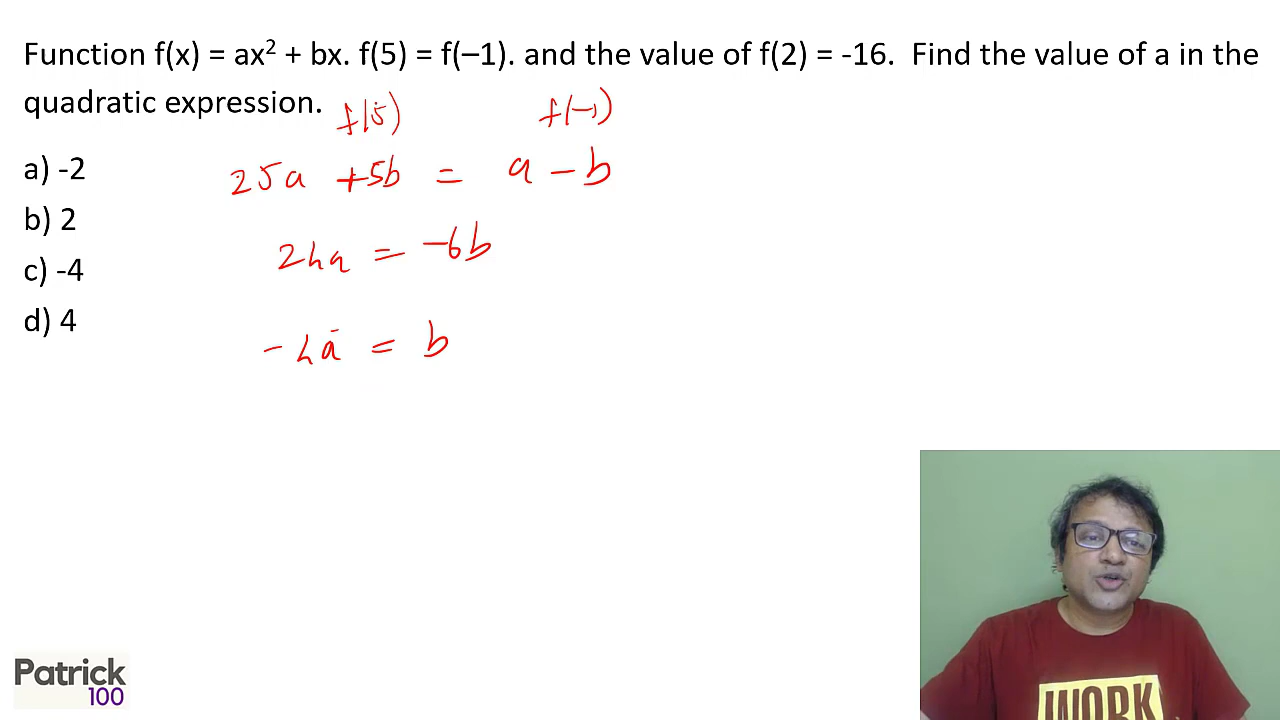 Function f(x) = ax² + bx. f(5) = f(–1). and the value of f(2) = -16. Find the value of a in the
quadratic expression.
f(5) f(-1)
a) -2
25a +5b = a - b
b) 2
24a = -6b
c) -4
d) 4
-4a = b
Patrick
100
WORK